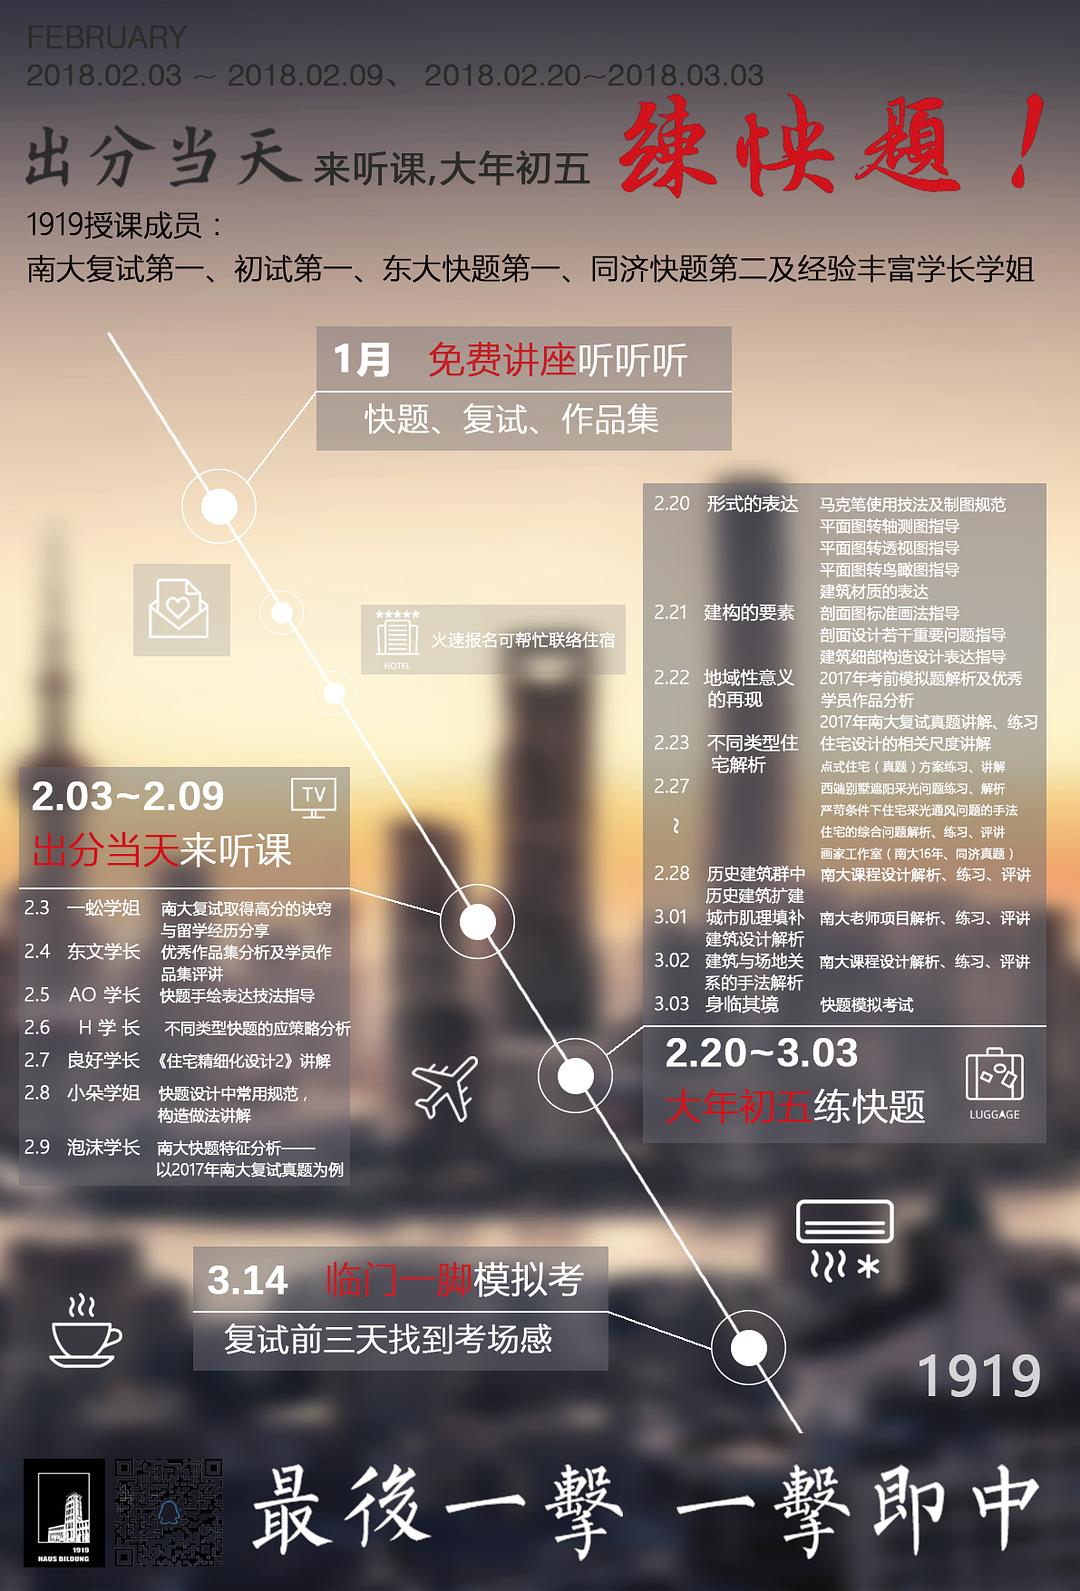 FEBRUARY
2018.02.03 ~ 2018.02.09、 2018.02.20~2018.03.03
出分当天 来听课,大年初五 练快题！
1919授课成员：
南大复试第一、初试第一、东大快题第一、同济快题第二及经验丰富学长学姐
1月 免费讲座听听听
快题、复试、作品集
HOTEL
火速报名可帮忙联络住宿
2.20 形式的表达 马克笔使用技法及制图规范
平面图转轴测图指导
平面图转透视图指导
平面图转鸟瞰图指导
建筑材质的表达
2.21 建构的要素 剖面图标准画法指导
剖面设计若干重要问题指导
建筑细部构造设计表达指导
2.22 地域性意义 2017年考前模拟题解析及优秀
的再现 学员作品分析
2017年南大复试真题讲解、练习
2.23 不同类型住 住宅设计的相关尺度讲解
宅解析 点式住宅（真题）方案练习、讲解
2.27 西端别墅遮阳采光问题练习、解析
~ 严苛条件下住宅采光通风问题的手法
住宅的综合问题解析、练习、评讲
画家工作室（南大16年、同济真题）
2.28 历史建筑群中 南大课程设计解析、练习、评讲
历史建筑扩建
3.01 城市肌理填补 南大老师项目解析、练习、评讲
建筑设计解析
3.02 建筑与场地关 南大课程设计解析、练习、评讲
系的手法解析
3.03 身临其境 快题模拟考试
2.20~3.03
大年初五练快题
LUGGAGE
2.03~2.09
TV
出分当天来听课
2.3 一蚣学姐 南大复试取得高分的诀窍
与留学经历分享
2.4 东文学长 优秀作品集分析及学员作
品集评讲
2.5 AO 学长 快题手绘表达技法指导
2.6 H 学 长 不同类型快题的应策略分析
2.7 良好学长 《住宅精细化设计2》讲解
2.8 小朵学姐 快题设计中常用规范，
构造做法讲解
2.9 泡沫学长 南大快题特征分析——
以2017年南大复试真题为例
3.14 临门一脚模拟考
复试前三天找到考场感
1919
1919
HAUS BILDUNG
最後一擊 一擊即中